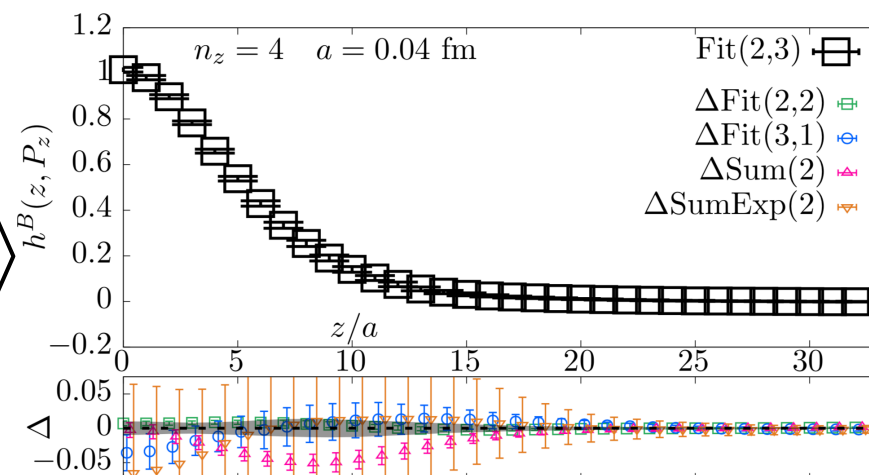 1.2
n_z = 4 a = 0.04 fm
Fit(2,3)
1
ΔFit(2,2)
0.8
ΔFit(3,1)
0.6
ΔSum(2)
0.4
ΔSumExp(2)
0.2
0
−0.2
h^B(z, P_z)
z/a
0 5 10 15 20 25 30
0.05
0
−0.05
Δ